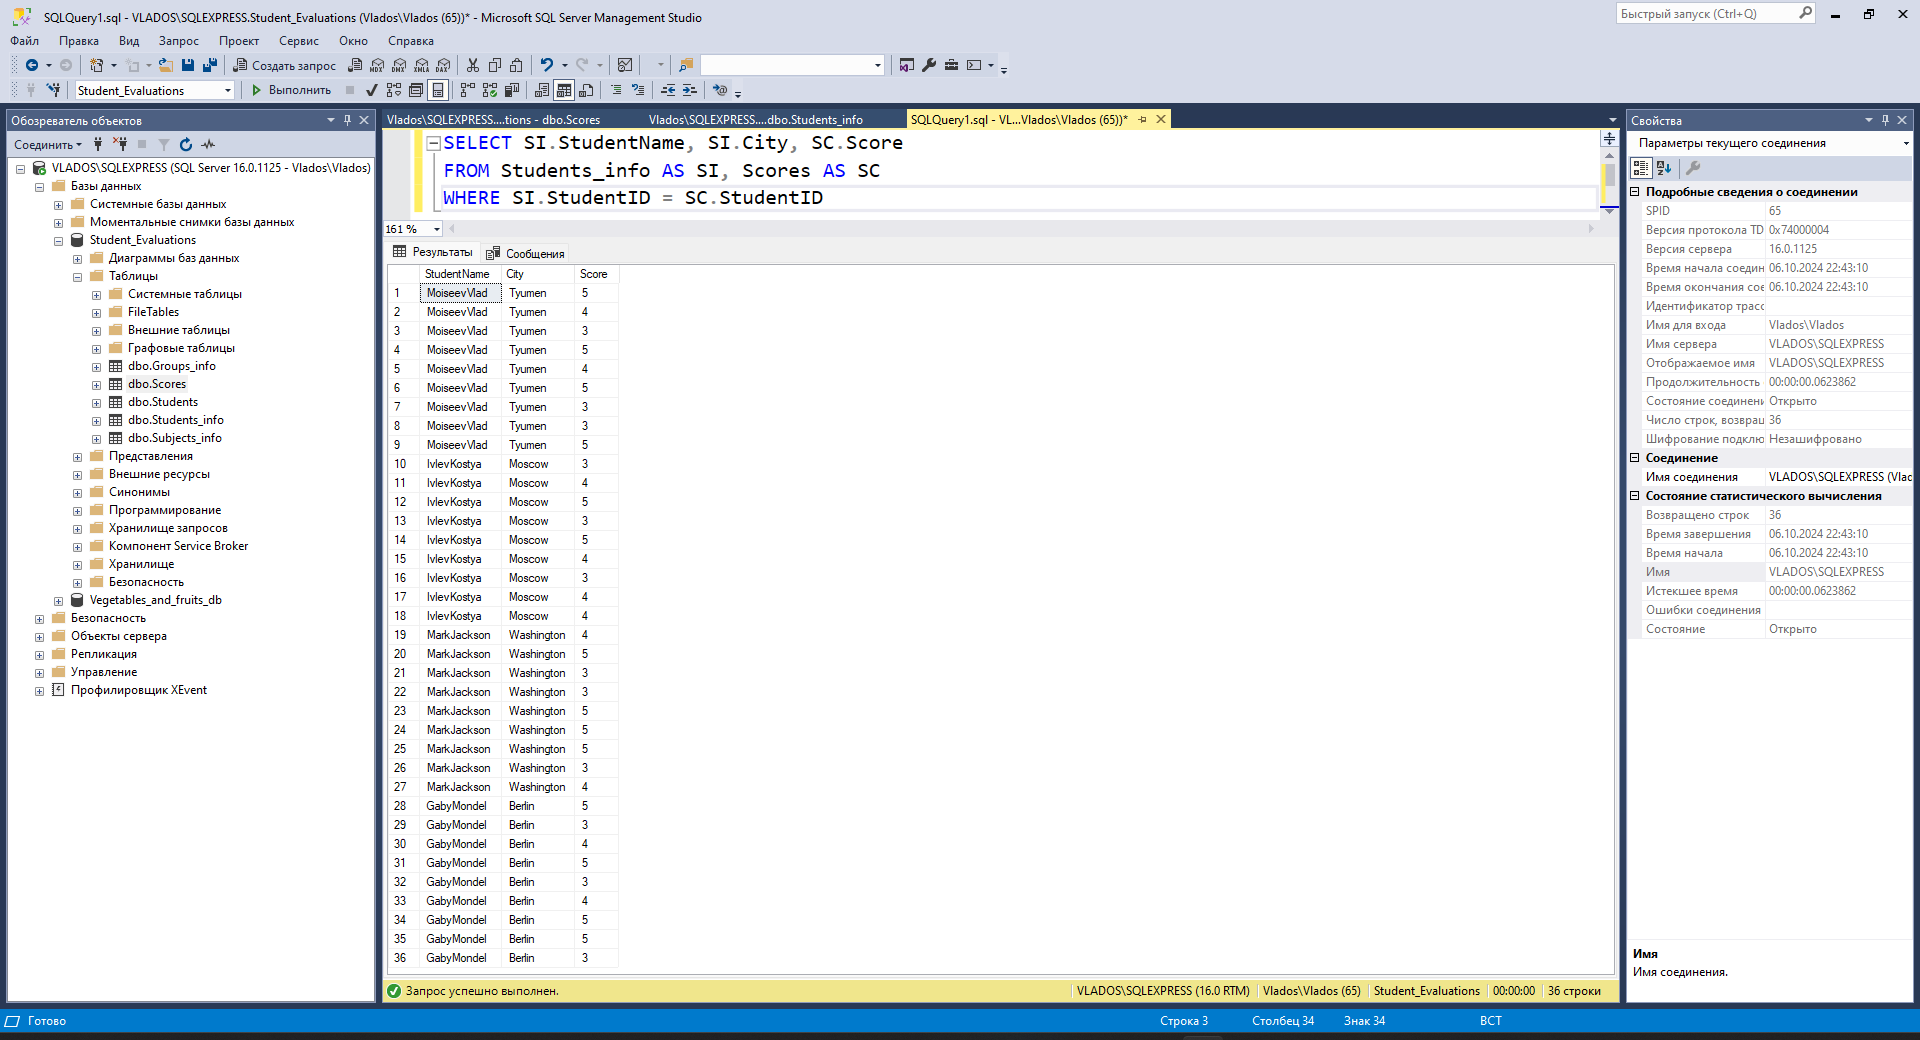 SQLQuery1.sql - VLADOS\SQLEXPRESS.Student_Evaluations (Vlados\Vlados (65))* - Microsoft SQL Server Management Studio
Быстрый запуск (Ctrl+Q)
Файл Правка Вид Запрос Проект Сервис Окно Справка
Создать запрос
Student_Evaluations Выполнить
Обозреватель объектов
Соединить
VLADOS\SQLEXPRESS (SQL Server 16.0.1125 - Vlados\Vlados)
Базы данных
Системные базы данных
Моментальные снимки базы данных
Student_Evaluations
Диаграммы баз данных
Таблицы
Системные таблицы
FileTables
Внешние таблицы
Графовые таблицы
dbo.Groups_info
dbo.Scores
dbo.Students
dbo.Students_info
dbo.Subjects_info
Представления
Внешние ресурсы
Синонимы
Программирование
Хранилище запросов
Компонент Service Broker
Хранилище
Безопасность
Vegetables_and_fruits_db
Безопасность
Объекты сервера
Репликация
Управление
Профилировщик XEvent
Vlados\SQLEXPRESS....tions - dbo.Scores
Vlados\SQLEXPRESS....dbo.Students_info
SQLQuery1.sql - VL...Vlados\Vlados (65))*
SELECT SI.StudentName, SI.City, SC.Score
FROM Students_info AS SI, Scores AS SC
WHERE SI.StudentID = SC.StudentID
161 %
Результаты Сообщения
StudentName City Score
1 MoiseevVlad Tyumen 5
2 MoiseevVlad Tyumen 4
3 MoiseevVlad Tyumen 3
4 MoiseevVlad Tyumen 5
5 MoiseevVlad Tyumen 4
6 MoiseevVlad Tyumen 5
7 MoiseevVlad Tyumen 3
8 MoiseevVlad Tyumen 3
9 MoiseevVlad Tyumen 5
10 IvlevKostya Moscow 3
11 IvlevKostya Moscow 4
12 IvlevKostya Moscow 5
13 IvlevKostya Moscow 3
14 IvlevKostya Moscow 5
15 IvlevKostya Moscow 4
16 IvlevKostya Moscow 3
17 IvlevKostya Moscow 4
18 IvlevKostya Moscow 4
19 MarkJackson Washington 4
20 MarkJackson Washington 5
21 MarkJackson Washington 3
22 MarkJackson Washington 3
23 MarkJackson Washington 5
24 MarkJackson Washington 5
25 MarkJackson Washington 5
26 MarkJackson Washington 3
27 MarkJackson Washington 4
28 GabyMondel Berlin 5
29 GabyMondel Berlin 3
30 GabyMondel Berlin 4
31 GabyMondel Berlin 5
32 GabyMondel Berlin 3
33 GabyMondel Berlin 4
34 GabyMondel Berlin 5
35 GabyMondel Berlin 5
36 GabyMondel Berlin 3
Запрос успешно выполнен.
VLADOS\SQLEXPRESS (16.0 RTM) Vlados\Vlados (65) Student_Evaluations 00:00:00 36 строки
Свойства
Параметры текущего соединения
Подробные сведения о соединении
SPID 65
Версия протокола TD 0x74000004
Версия сервера 16.0.1125
Время начала соедин 06.10.2024 22:43:10
Время окончания сое 06.10.2024 22:43:10
Идентификатор трасс
Имя для входа Vlados\Vlados
Имя сервера VLADOS\SQLEXPRESS
Отображаемое имя VLADOS\SQLEXPRESS
Продолжительность 00:00:00.0623862
Состояние соединени Открыто
Число строк, возвращ 36
Шифрование подклю Незашифровано
Соединение
Имя соединения VLADOS\SQLEXPRESS (Vlac
Состояние статистического вычисления
Возвращено строк 36
Время завершения 06.10.2024 22:43:10
Время начала 06.10.2024 22:43:10
Имя VLADOS\SQLEXPRESS
Истекшее время 00:00:00.0623862
Ошибки соединения
Состояние Открыто
Имя
Имя соединения.
Готово Строка 3 Столбец 34 Знак 34 ВСТ